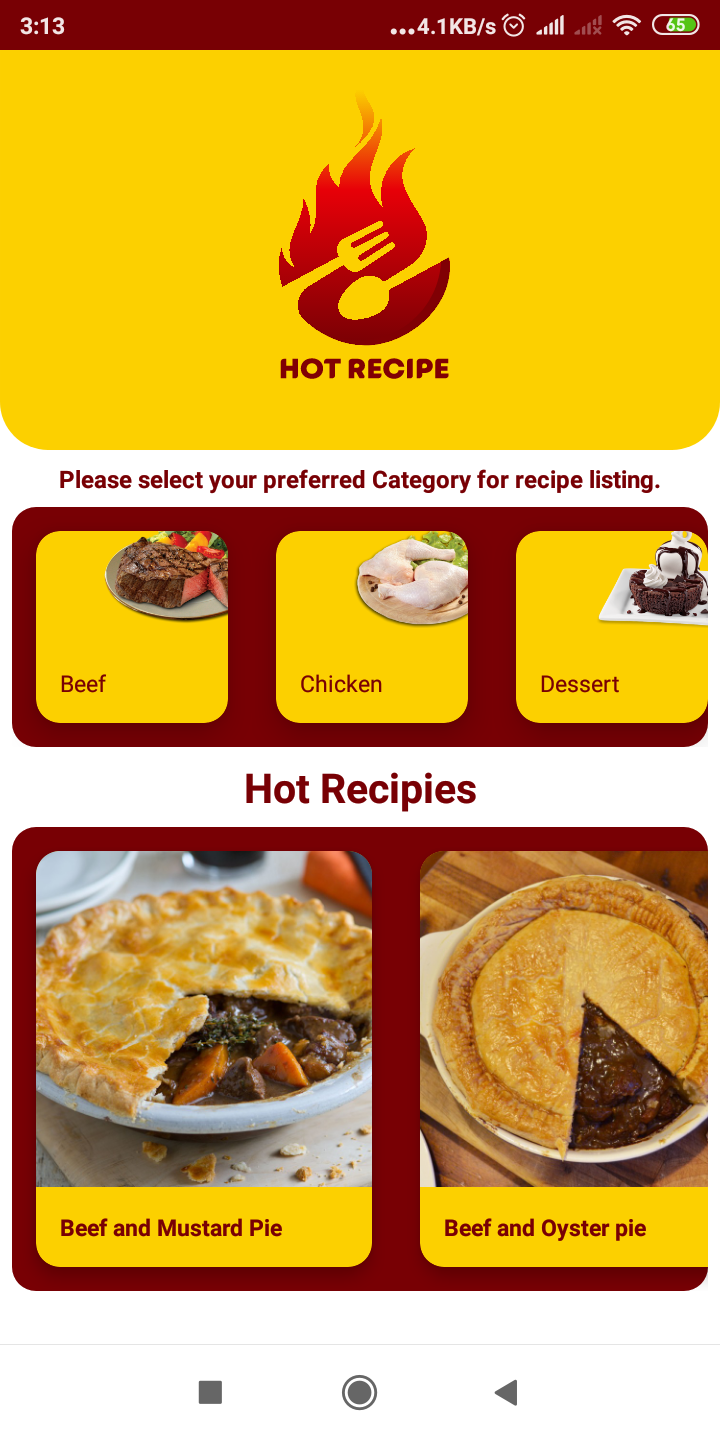 3:13 ...4.1KB/s 65
HOT RECIPE
Please select your preferred Category for recipe listing.
Beef Chicken Dessert
Hot Recipies
Beef and Mustard Pie Beef and Oyster pie